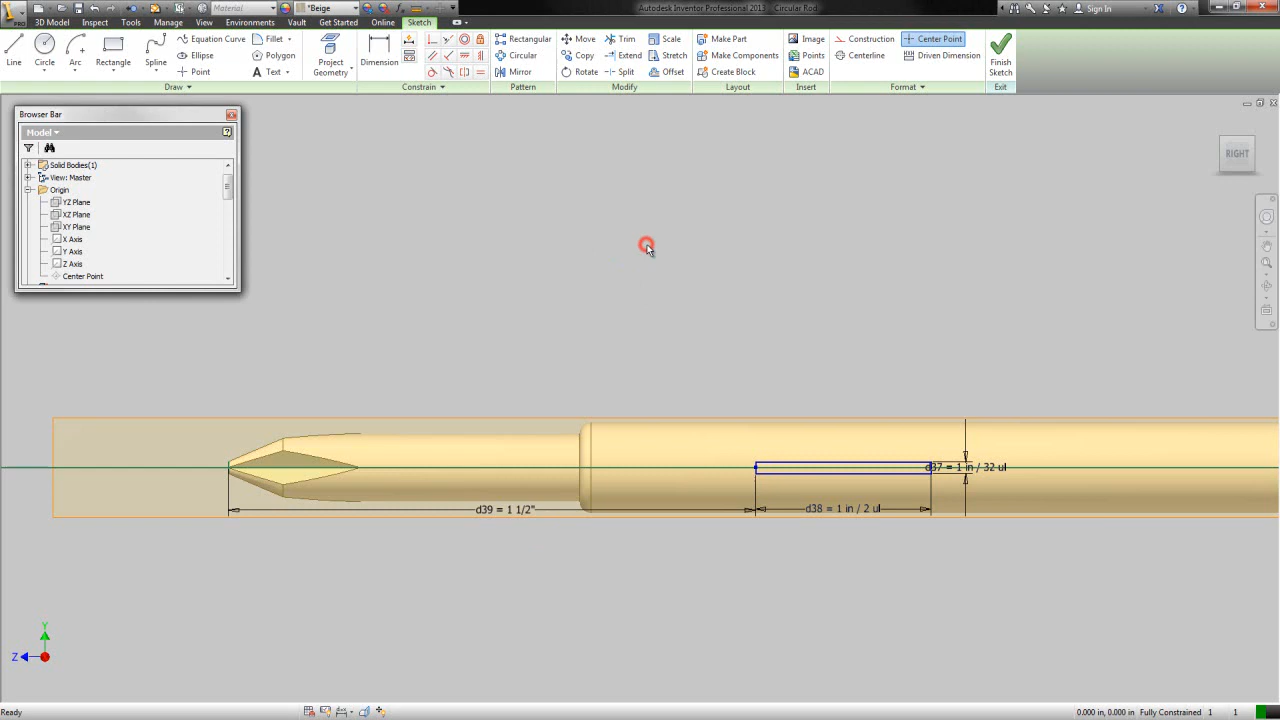 PRO
Material
*Beige
Autodesk Inventor Professional 2013   Circular Rod
Sign In
3D Model Inspect Tools Manage View Environments Vault Get Started Online Sketch
Line Circle Arc Rectangle Spline
Equation Curve Fillet
Ellipse Polygon
Point Text
Dimension
Project Geometry
Rectangular Circular Mirror
Move Trim Scale
Copy Extend Stretch
Rotate Split Offset
Make Part
Make Components
Create Block
Image
Points
ACAD
Construction Center Point
Centerline Driven Dimension
Finish Sketch
Draw Constrain Pattern Modify Layout Insert Format Exit
Browser Bar
Model
Solid Bodies(1)
View: Master
Origin
YZ Plane
XZ Plane
XY Plane
X Axis
Y Axis
Z Axis
Center Point
RIGHT
d37 = 1 in / 32 ul
d39 = 1 1/2"
d38 = 1 in / 2 ul
Y
Z
Ready
0.000 in, 0.000 in Fully Constrained 1 1